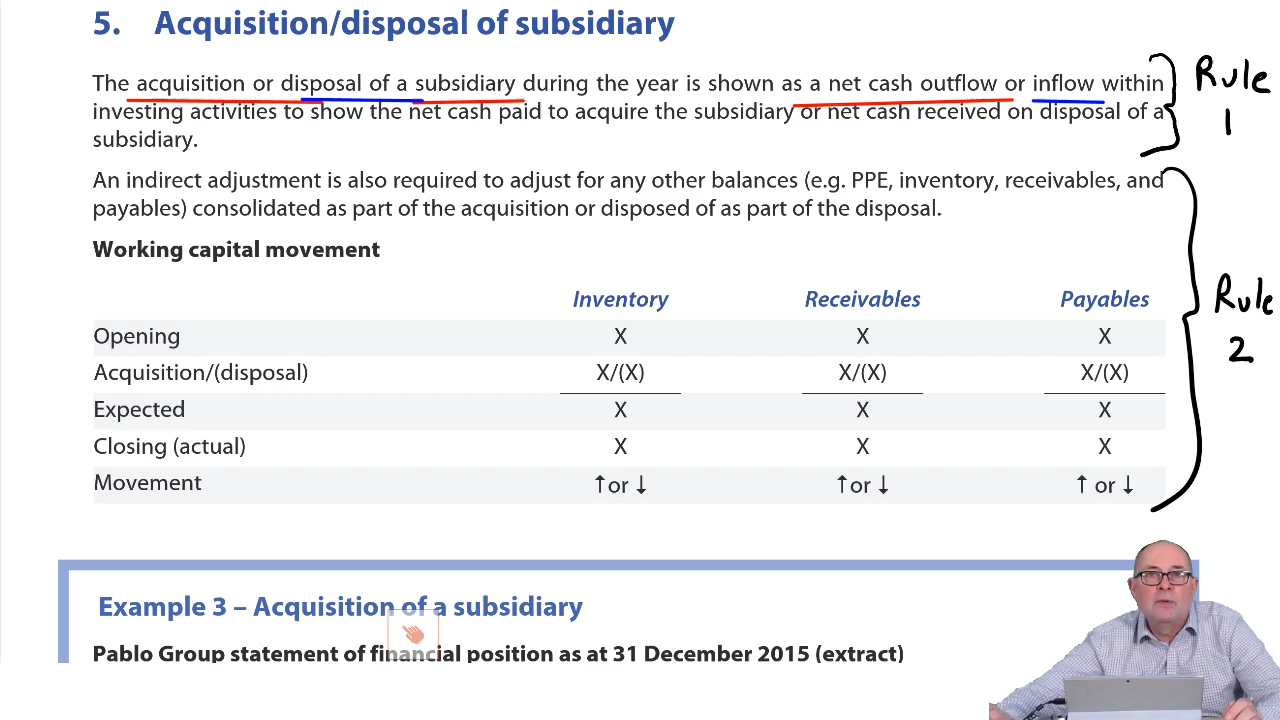 5. Acquisition/disposal of subsidiary
The acquisition or disposal of a subsidiary during the year is shown as a net cash outflow or inflow within
investing activities to show the net cash paid to acquire the subsidiary or net cash received on disposal of a
subsidiary.
Rule
1
An indirect adjustment is also required to adjust for any other balances (e.g. PPE, inventory, receivables, and
payables) consolidated as part of the acquisition or disposed of as part of the disposal.
Working capital movement
Inventory Receivables Payables
Opening X X X
Acquisition/(disposal) X/(X) X/(X) X/(X)
Expected X X X
Closing (actual) X X X
Movement ↑or ↓ ↑or ↓ ↑ or ↓
Rule
2
Example 3 – Acquisition of a subsidiary
Pablo Group statement of financial position as at 31 December 2015 (extract)